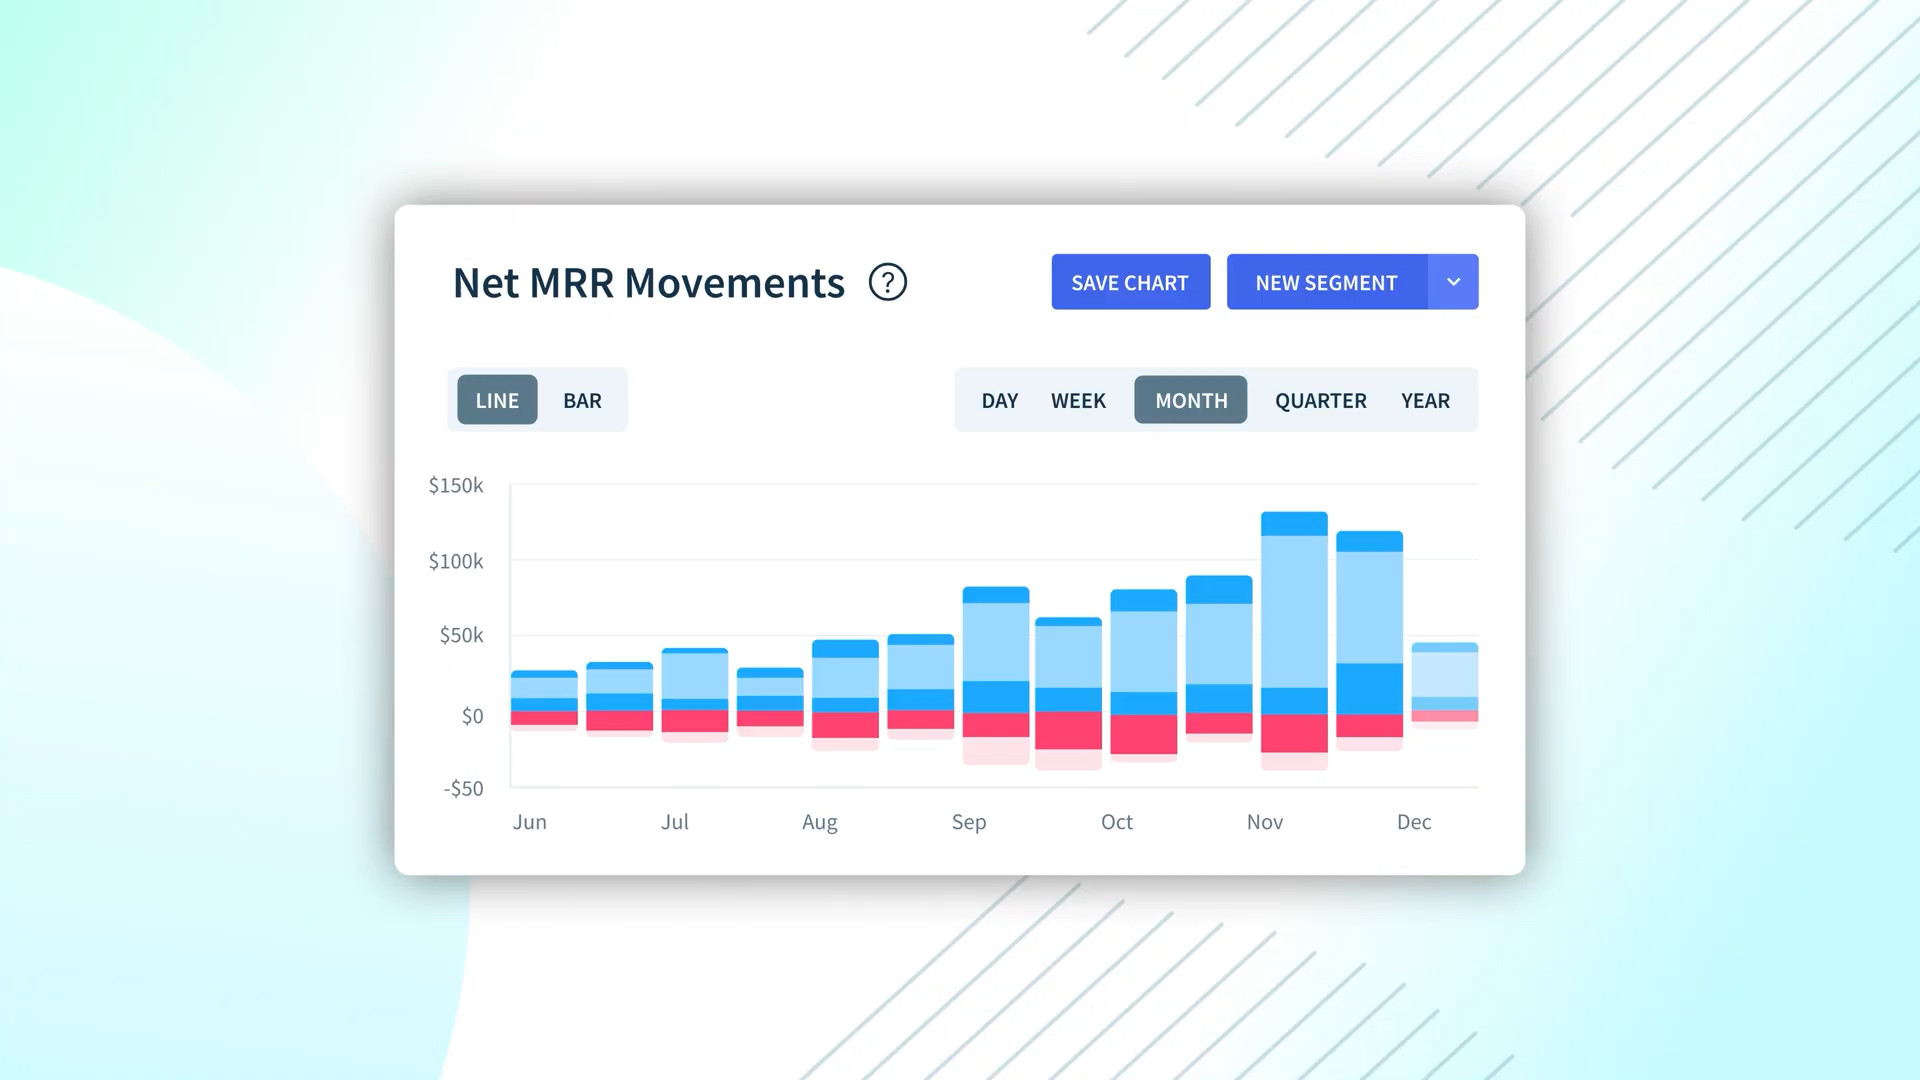 Net MRR Movements ?
SAVE CHART
NEW SEGMENT
LINE BAR
DAY WEEK MONTH QUARTER YEAR
$150k
$100k
$50k
$0
-$50
Jun Jul Aug Sep Oct Nov Dec